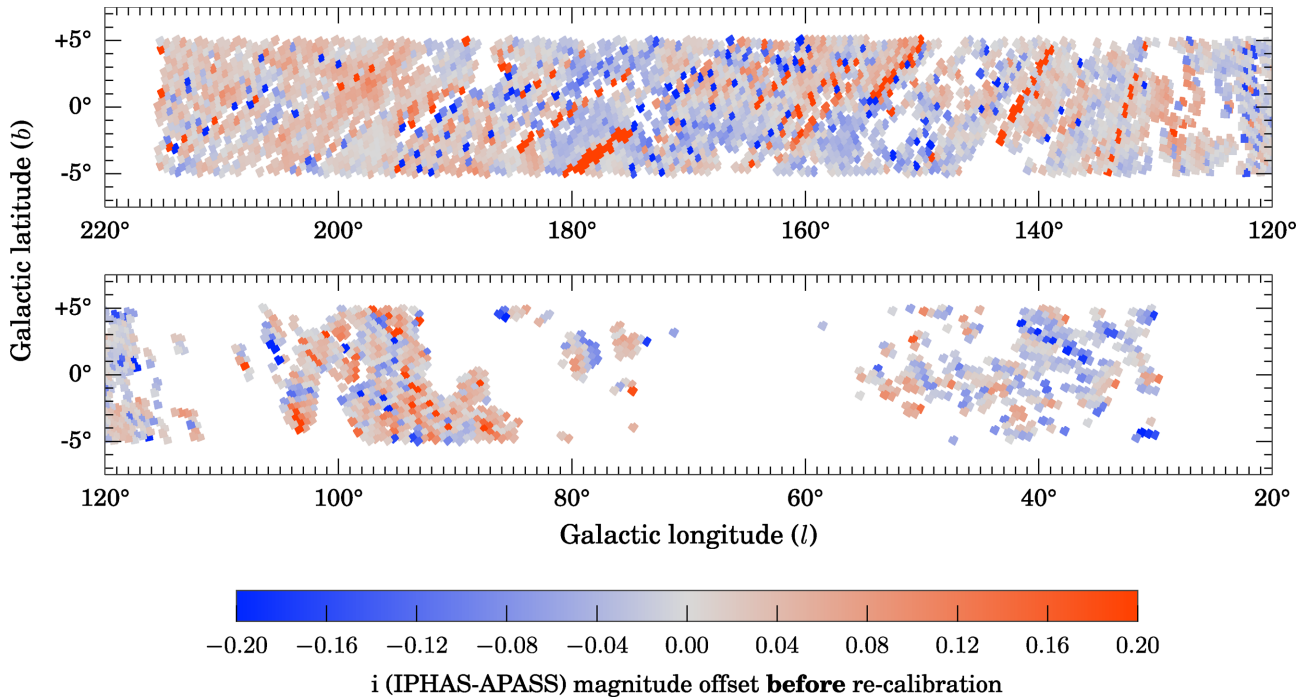 +5°
0°
−5°
220° 200° 180° 160° 140° 120°
Galactic latitude (b)
+5°
0°
−5°
120° 100° 80° 60° 40° 20°
Galactic longitude (l)
−0.20 −0.16 −0.12 −0.08 −0.04 0.00 0.04 0.08 0.12 0.16 0.20
i (IPHAS-APASS) magnitude offset before re-calibration